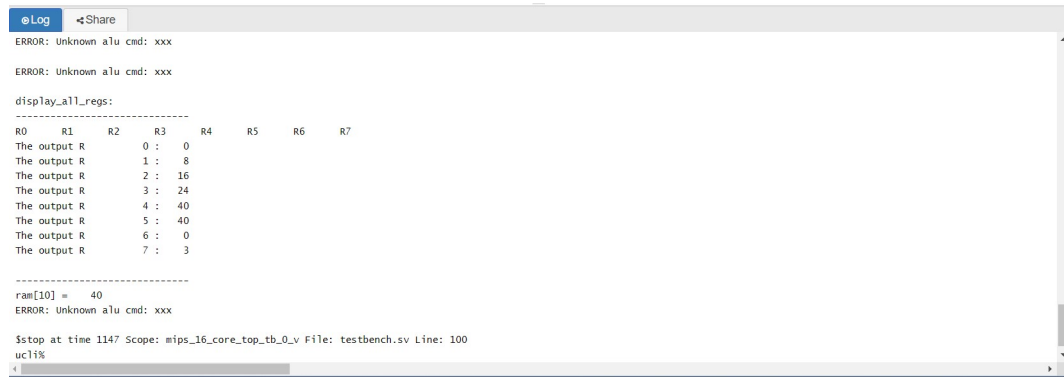 Log Share
ERROR: Unknown alu cmd: xxx
ERROR: Unknown alu cmd: xxx
display_all_regs:
------------------------------
R0 R1 R2 R3 R4 R5 R6 R7
The output R 0 : 0
The output R 1 : 8
The output R 2 : 16
The output R 3 : 24
The output R 4 : 40
The output R 5 : 40
The output R 6 : 0
The output R 7 : 3
------------------------------
ram[10] = 40
ERROR: Unknown alu cmd: xxx
$stop at time 1147 Scope: mips_16_core_top_tb_0_v File: testbench.sv Line: 100
ucli%